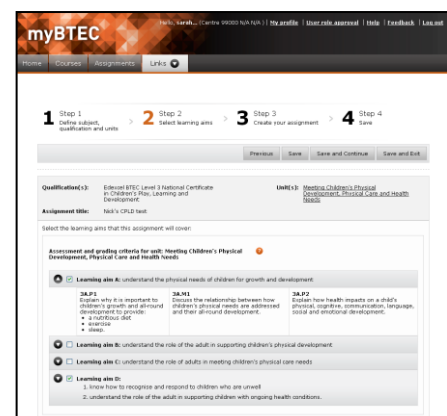 Hello, sarah... (Centre 99003 N/A N/A) | My profile | User role approval | Help | Feedback | Log out
myBTEC
Home Courses Assignments Links
1 Step 1 Define subject, qualification and units > 2 Step 2 Select learning aims > 3 Step 3 Create your assignment > 4 Step 4 Save
Previous Save Save and Continue Save and Exit
Qualification(s): Edexcel BTEC Level 3 National Certificate in Children's Play, Learning and Development
Unit(s): Meeting Children's Physical Development, Physical Care and Health Needs
Assignment title: Nick's CPLD test
Select the learning aims that this assignment will cover:
Assessment and grading criteria for unit: Meeting Children's Physical Development, Physical Care and Health Needs
Learning aim A: understand the physical needs of children for growth and development
3A.P1
Explain why it is important to
children's growth and all-round
development to provide:
• a nutritious diet
• exercise
• sleep.
3A.M1
Discuss the relationship between how
children's physical needs are addressed
and their all-round development.
3A.P2
Explain how health impacts on a child's
physical, cognitive, communication, language,
social and emotional development.
Learning aim B: understand the role of the adult in supporting children's physical development
Learning aim C: understand the role of adults in meeting children's physical care needs
Learning aim D:
1. know how to recognise and respond to children who are unwell
2. understand the role of the adult in supporting children with ongoing health conditions.